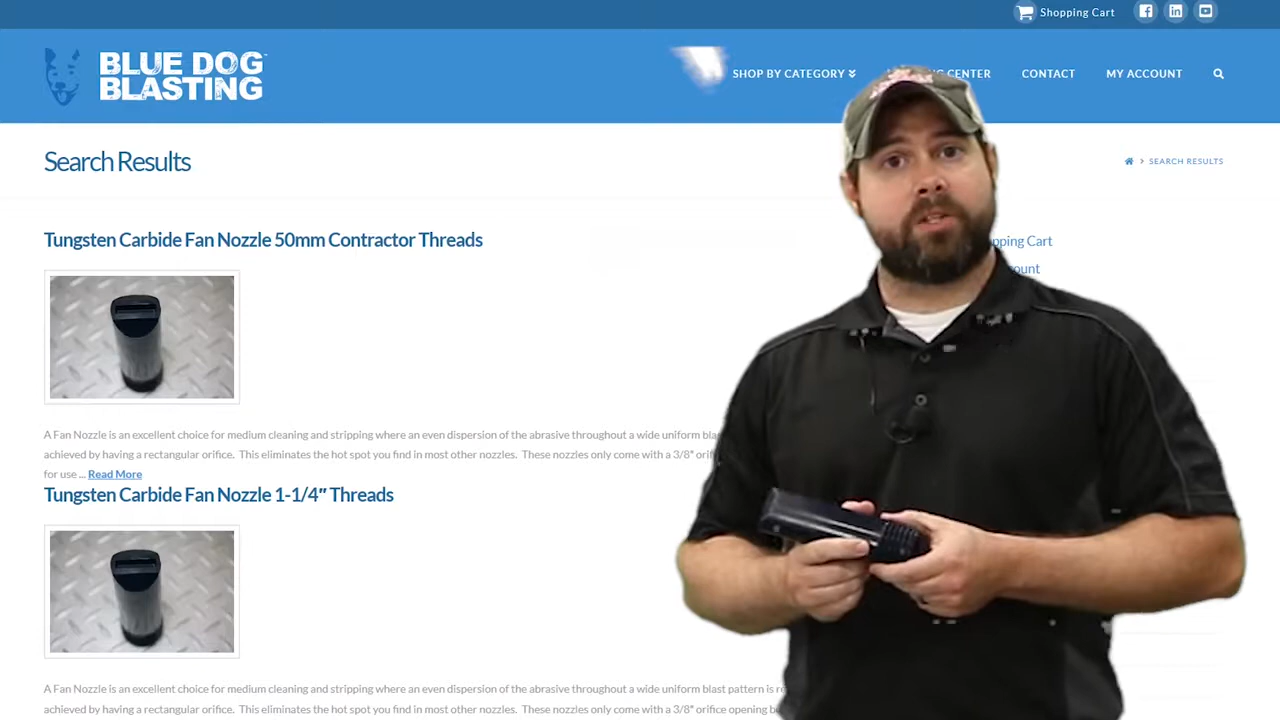 Shopping Cart
BLUE DOG
BLASTING
SHOP BY CATEGORY
CENTER
CONTACT
MY ACCOUNT
Search Results
SEARCH RESULTS
Tungsten Carbide Fan Nozzle 50mm Contractor Threads
A Fan Nozzle is an excellent choice for medium cleaning and stripping where an even dispersion of the abrasive throughout a wide uniform
achieved by having a rectangular orifice. This eliminates the hot spot you find in most other nozzles. These nozzles only come with a 3/8"
for use ... Read More
Cart
Tungsten Carbide Fan Nozzle 1-1/4″ Threads
A Fan Nozzle is an excellent choice for medium cleaning and stripping where an even dispersion of the abrasive throughout a wide uniform blast pattern is
achieved by having a rectangular orifice. This eliminates the hot spot you find in most other nozzles. These nozzles only come with a 3/8" orifice opening